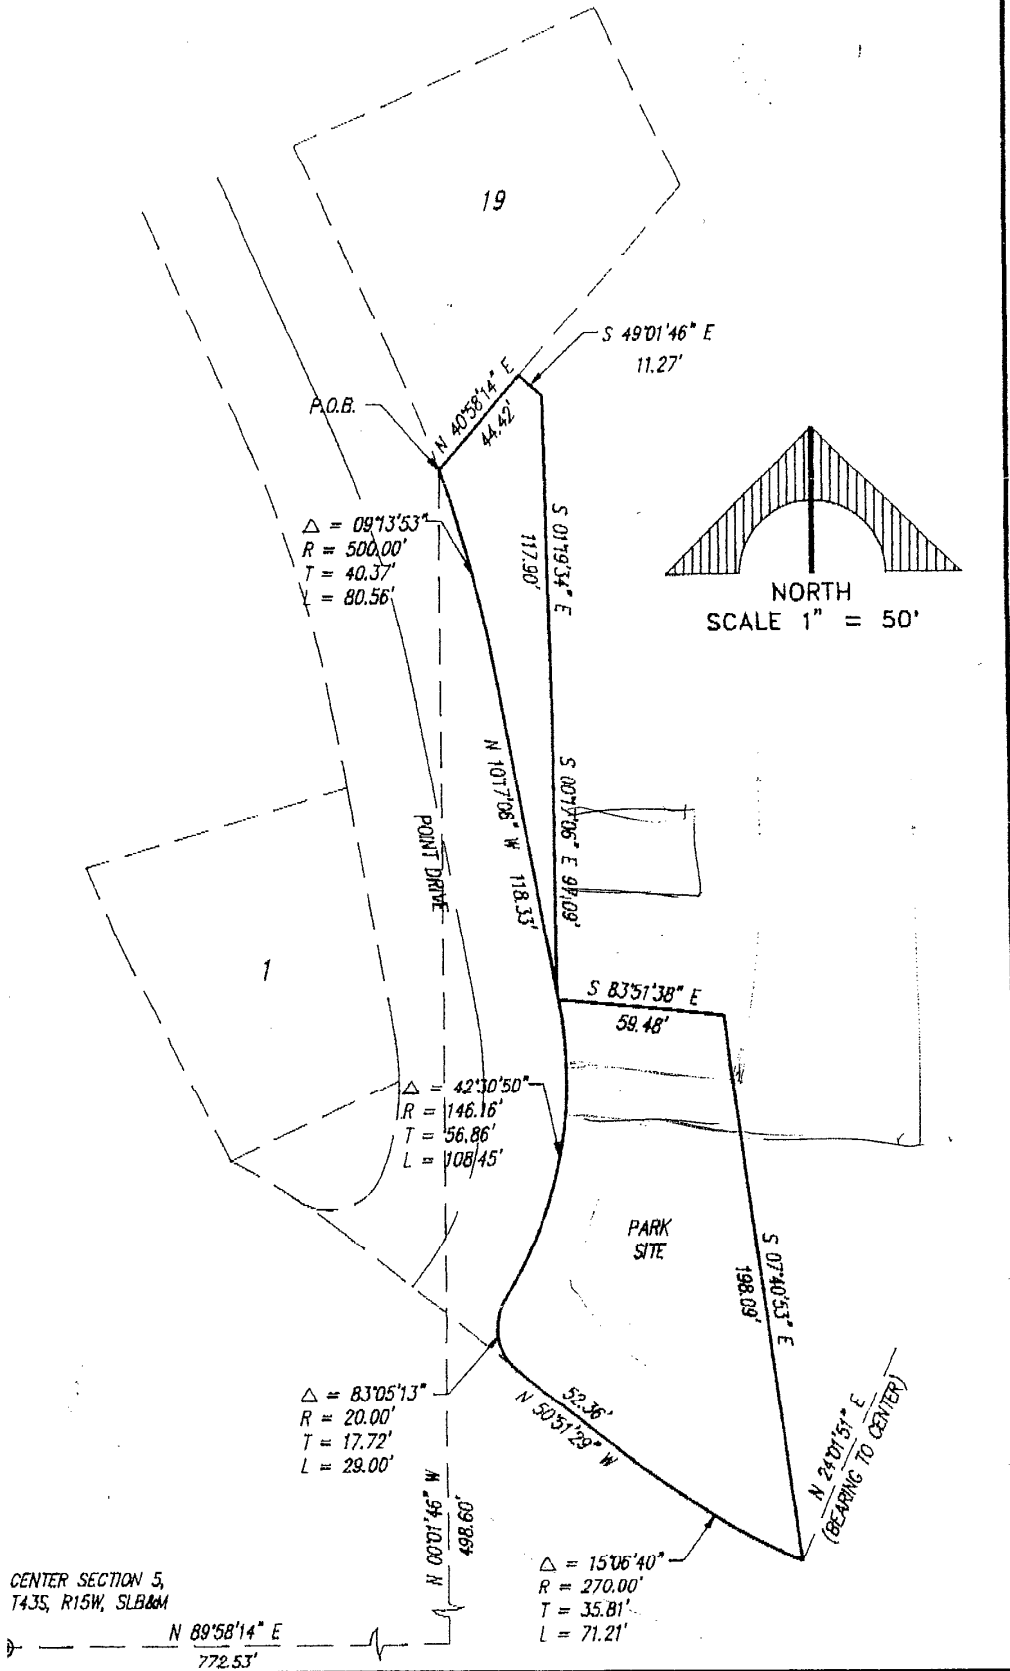 19
S 49°01'46" E
11.27'
P.O.B.
N 40°58'14" E
44.42'
Δ = 09°13'53"
R = 500.00'
T = 40.37'
L = 80.56'
S 01°19'34" E
117.90'
NORTH
SCALE 1" = 50'
N 10°17'06" W 118.33'
S 00°17'06" E 97.09'
POINT DRIVE
1
S 83°51'38" E
59.48'
Δ = 42°30'50"
R = 146.16'
T = 56.86'
L = 108.45'
PARK
SITE
S 07°40'53" E
198.09'
Δ = 83°05'13"
R = 20.00'
T = 17.72'
L = 29.00'
52.36'
N 50°51'29" W
N 24°01'51" E
(BEARING TO CENTER)
N 00°01'46" W
498.60'
Δ = 15°06'40"
R = 270.00'
T = 35.81'
L = 71.21'
CENTER SECTION 5,
T43S, R15W, SLB&M
N 89°58'14" E
772.53'